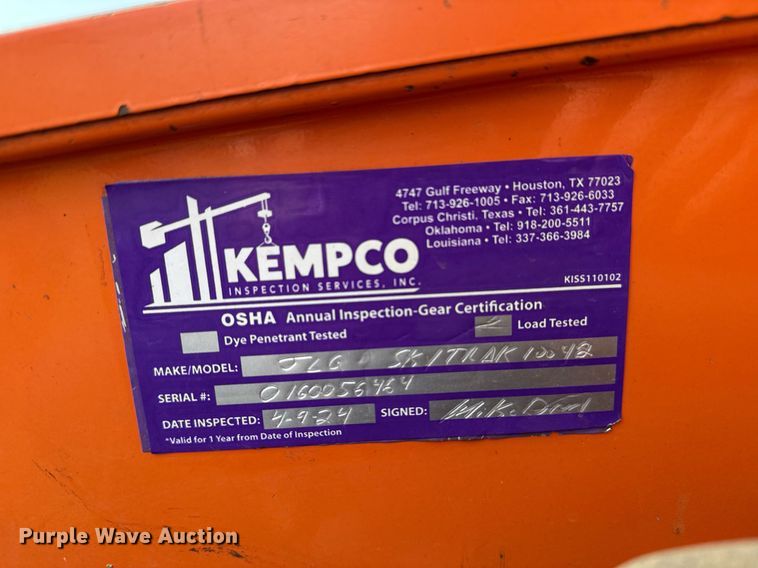 4747 Gulf Freeway • Houston, TX 77023
Tel: 713-926-1005 • Fax: 713-926-6033
Corpus Christi. Texas • Tel: 361-443-7757
Oklahoma • Tel: 918-200-5511
Louisiana • Tel: 337-366-3984
KEMPCO
INSPECTION SERVICES, INC.
KISS110102
OSHA Annual Inspection-Gear Certification
Dye Penetrant Tested Load Tested
MAKE/MODEL: JLG SKYTRAK 10042
SERIAL #: 0160056464
DATE INSPECTED: 4-9-24 SIGNED: Mike
*Valid for 1 Year from Date of Inspection
Purple Wave Auction